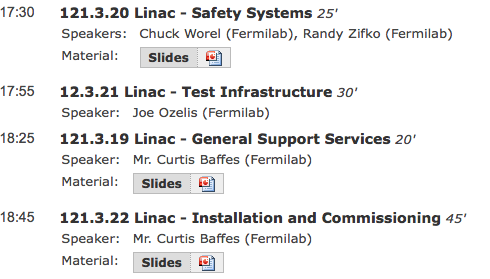 17:30 121.3.20 Linac - Safety Systems 25'
Speakers: Chuck Worel (Fermilab), Randy Zifko (Fermilab)
Material: Slides
17:55 12.3.21 Linac - Test Infrastructure 30'
Speaker: Joe Ozelis (Fermilab)
18:25 121.3.19 Linac - General Support Services 20'
Speaker: Mr. Curtis Baffes (Fermilab)
Material: Slides
18:45 121.3.22 Linac - Installation and Commissioning 45'
Speaker: Mr. Curtis Baffes (Fermilab)
Material: Slides